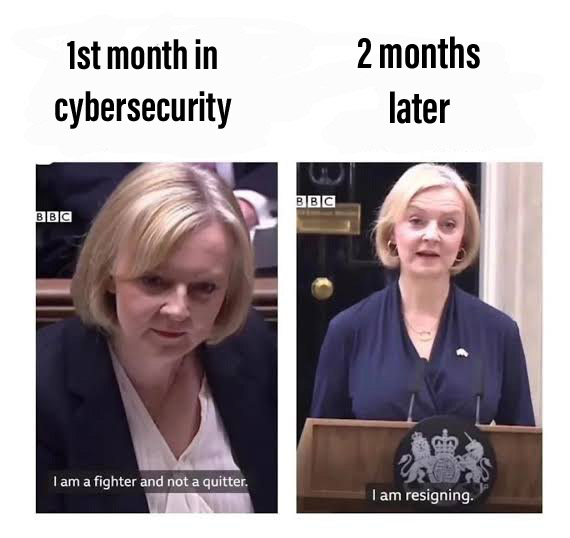 1st month in
cybersecurity
2 months
later
BBC
I am a fighter and not a quitter.
BBC
I am resigning.